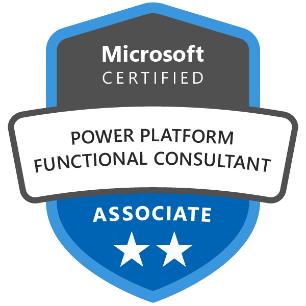 Microsoft
CERTIFIED
POWER PLATFORM
FUNCTIONAL CONSULTANT
ASSOCIATE